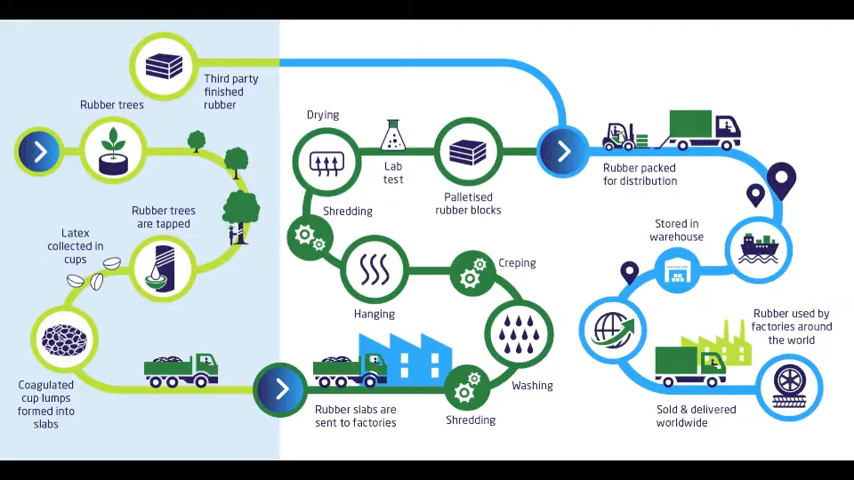 Third party
finished
rubber
Rubber trees
Rubber trees
are tapped
Latex
collected in
cups
Coagulated
cup lumps
formed into
slabs
Rubber slabs are
sent to factories
Shredding
Washing
Creping
Hanging
Shredding
Drying
Lab
test
Palletised
rubber blocks
Rubber packed
for distribution
Stored in
warehouse
Sold & delivered
worldwide
Rubber used by
factories around
the world